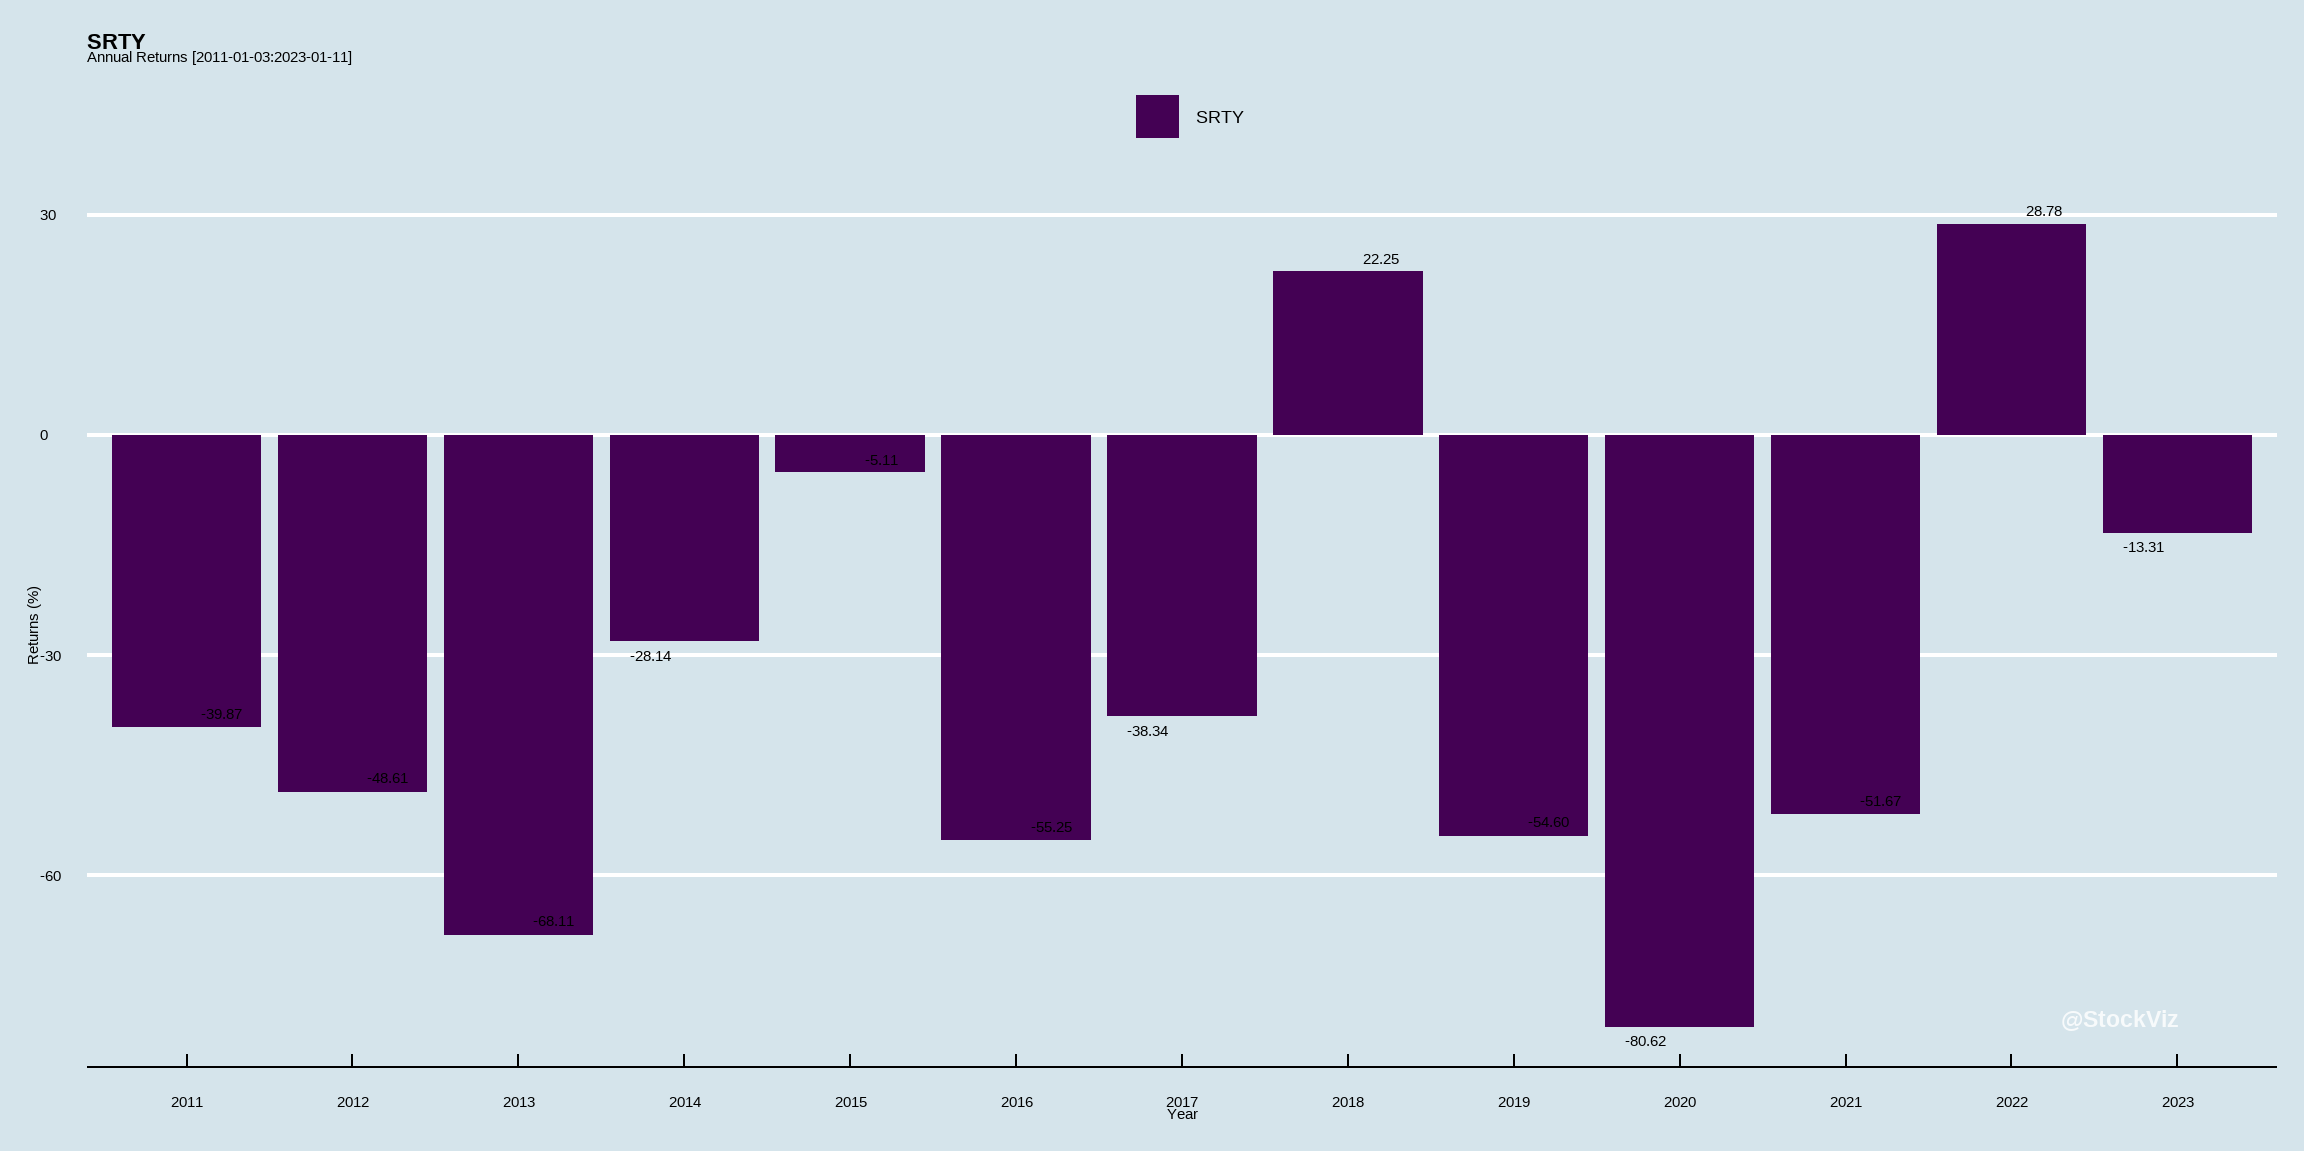 SRTY
Annual Returns [2011-01-03:2023-01-11]
SRTY
30
28.78
22.25
0
-5.11
-13.31
Returns (%)
-30
-28.14
-39.87
-38.34
-48.61
-51.67
-54.60
-55.25
-60
-68.11
@StockViz
-80.62
2011 2012 2013 2014 2015 2016 2017 2018 2019 2020 2021 2022 2023
Year